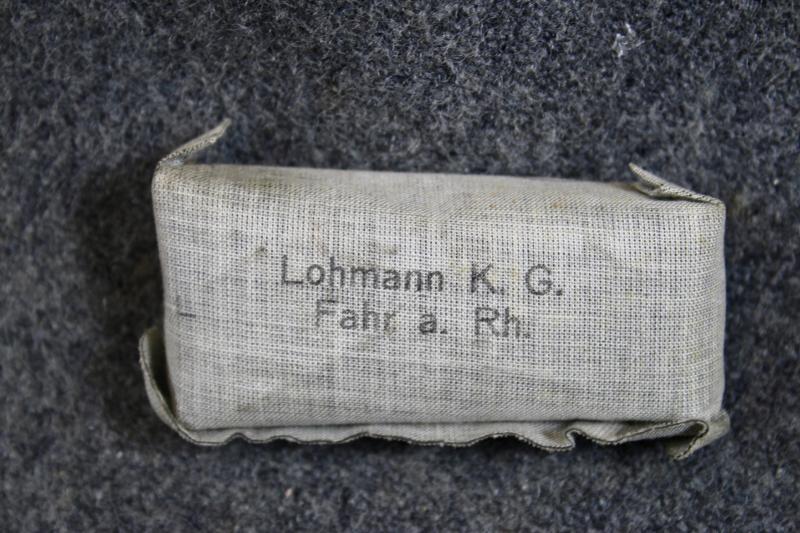 Lohmann K. G.
Fahr a. Rh.